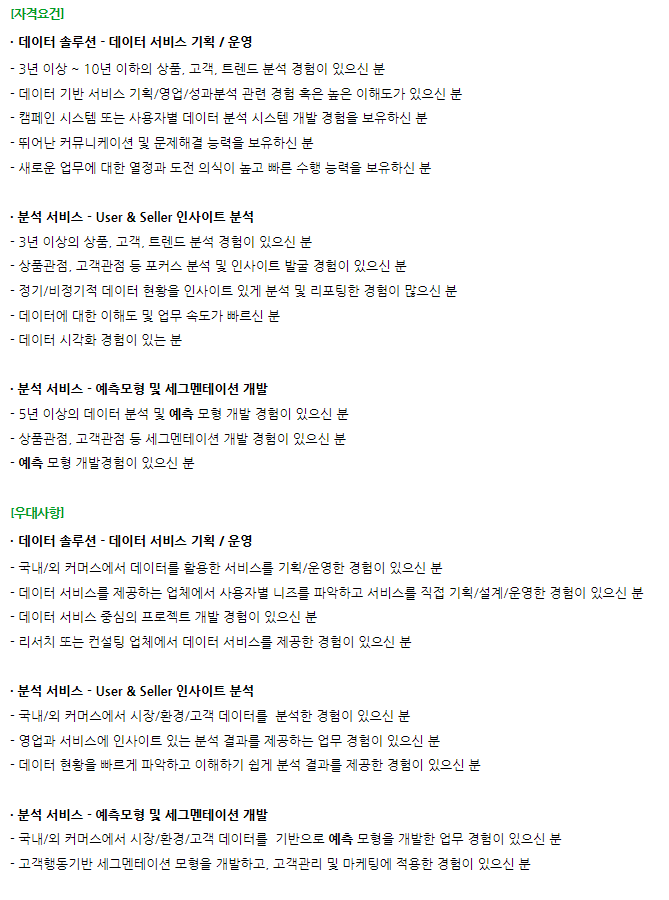 [자격요건]
· 데이터 솔루션 - 데이터 서비스 기획 / 운영
- 3년 이상 ~ 10년 이하의 상품, 고객, 트렌드 분석 경험이 있으신 분
- 데이터 기반 서비스 기획/영업/성과분석 관련 경험 혹은 높은 이해도가 있으신 분
- 캠페인 시스템 또는 사용자별 데이터 분석 시스템 개발 경험을 보유하신 분
- 뛰어난 커뮤니케이션 및 문제해결 능력을 보유하신 분
- 새로운 업무에 대한 열정과 도전 의식이 높고 빠른 수행 능력을 보유하신 분
· 분석 서비스 - User & Seller 인사이트 분석
- 3년 이상의 상품, 고객, 트렌드 분석 경험이 있으신 분
- 상품관점, 고객관점 등 포커스 분석 및 인사이트 발굴 경험이 있으신 분
- 정기/비정기적 데이터 현황을 인사이트 있게 분석 및 리포팅한 경험이 많으신 분
- 데이터에 대한 이해도 및 업무 속도가 빠르신 분
- 데이터 시각화 경험이 있는 분
· 분석 서비스 - 예측모형 및 세그멘테이션 개발
- 5년 이상의 데이터 분석 및 예측 모형 개발 경험이 있으신 분
- 상품관점, 고객관점 등 세그멘테이션 개발 경험이 있으신 분
- 예측 모형 개발경험이 있으신 분
[우대사항]
· 데이터 솔루션 - 데이터 서비스 기획 / 운영
- 국내/외 커머스에서 데이터를 활용한 서비스를 기획/운영한 경험이 있으신 분
- 데이터 서비스를 제공하는 업체에서 사용자별 니즈를 파악하고 서비스를 직접 기획/설계/운영한 경험이 있으신 분
- 데이터 서비스 중심의 프로젝트 개발 경험이 있으신 분
- 리서치 또는 컨설팅 업체에서 데이터 서비스를 제공한 경험이 있으신 분
· 분석 서비스 - User & Seller 인사이트 분석
- 국내/외 커머스에서 시장/환경/고객 데이터를 분석한 경험이 있으신 분
- 영업과 서비스에 인사이트 있는 분석 결과를 제공하는 업무 경험이 있으신 분
- 데이터 현황을 빠르게 파악하고 이해하기 쉽게 분석 결과를 제공한 경험이 있으신 분
· 분석 서비스 - 예측모형 및 세그멘테이션 개발
- 국내/외 커머스에서 시장/환경/고객 데이터를 기반으로 예측 모형을 개발한 업무 경험이 있으신 분
- 고객행동기반 세그멘테이션 모형을 개발하고, 고객관리 및 마케팅에 적용한 경험이 있으신 분